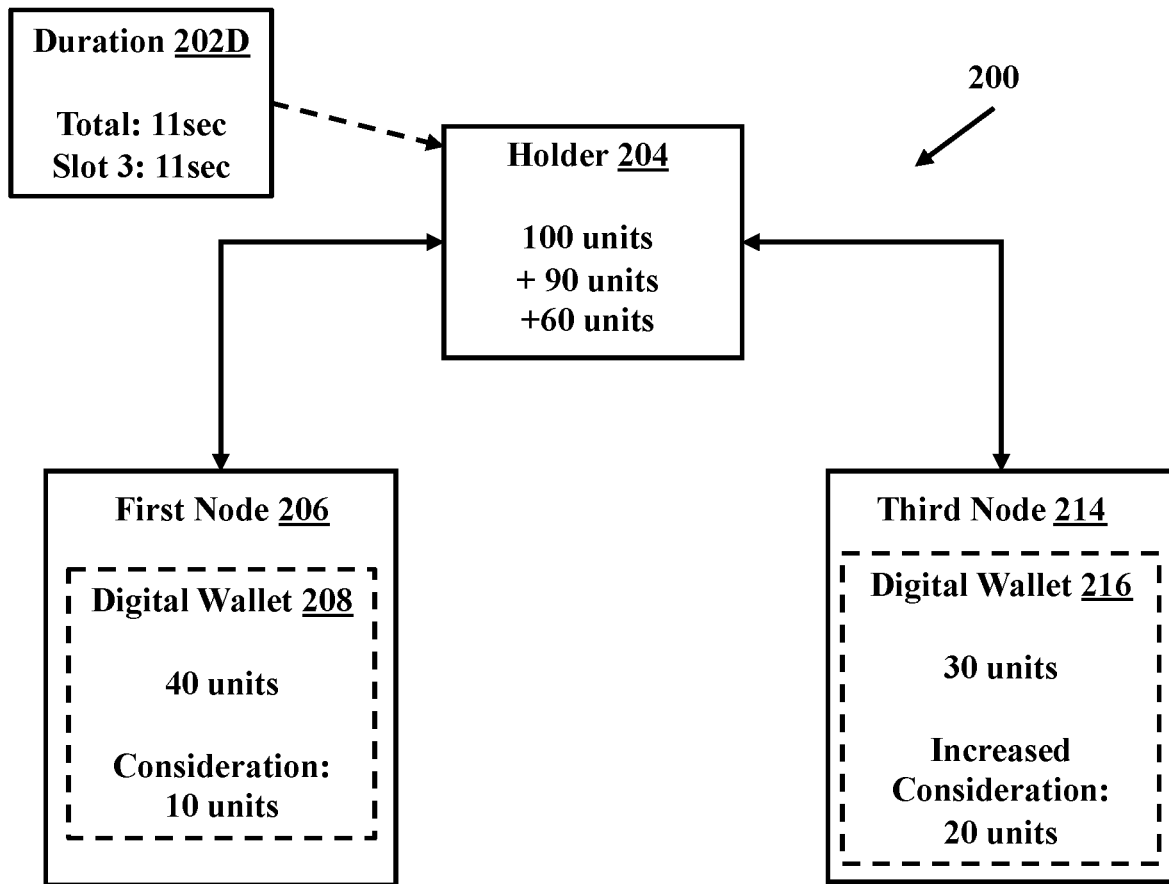 Duration 202D
Total: 11sec
Slot 3: 11sec
200
Holder 204
100 units
+ 90 units
+60 units
First Node 206
Digital Wallet 208
40 units
Consideration:
10 units
Third Node 214
Digital Wallet 216
30 units
Increased
Consideration:
20 units